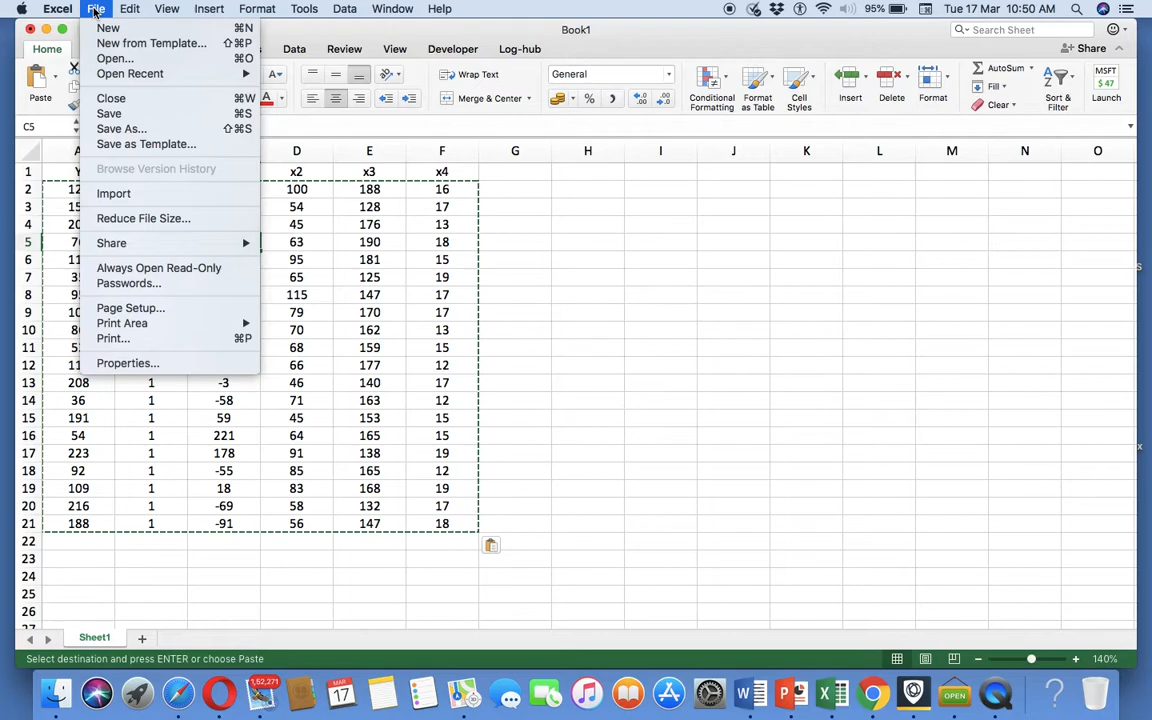 Excel File Edit View Insert Format Tools Data Window Help 95% Tue 17 Mar 10:50 AM
Book1 Search Sheet
Home Data Review View Developer Log-hub Share
New ⌘N
New from Template... ⇧⌘P
Open... ⌘O
Open Recent
Close ⌘W
Save ⌘S
Save As... ⇧⌘S
Save as Template...
Browse Version History
Import
Reduce File Size...
Share
Always Open Read-Only
Passwords...
Page Setup...
Print Area
Print... ⌘P
Properties...
Paste
A
A
Wrap Text
Merge & Center
General
%
Conditional
Formatting
Format
as Table
Cell
Styles
Insert
Delete
Format
AutoSum
Fill
Clear
Sort &
Filter
MSFT
$ 47
Launch
C5
D E F G H I J K L M N O
1 x2 x3 x4
2 100 188 16
3 54 128 17
4 45 176 13
5 63 190 18
6 95 181 15
7 65 125 19
8 115 147 17
9 79 170 17
10 70 162 13
11 68 159 15
12 66 177 12
13 208 1 -3 46 140 17
14 36 1 -58 71 163 12
15 191 1 59 45 153 15
16 54 1 221 64 165 15
17 223 1 178 91 138 19
18 92 1 -55 85 165 12
19 109 1 18 83 168 19
20 216 1 -69 58 132 17
21 188 1 -91 56 147 18
22
23
24
25
26
Sheet1
Select destination and press ENTER or choose Paste 140%
1,52,271
17
OPEN